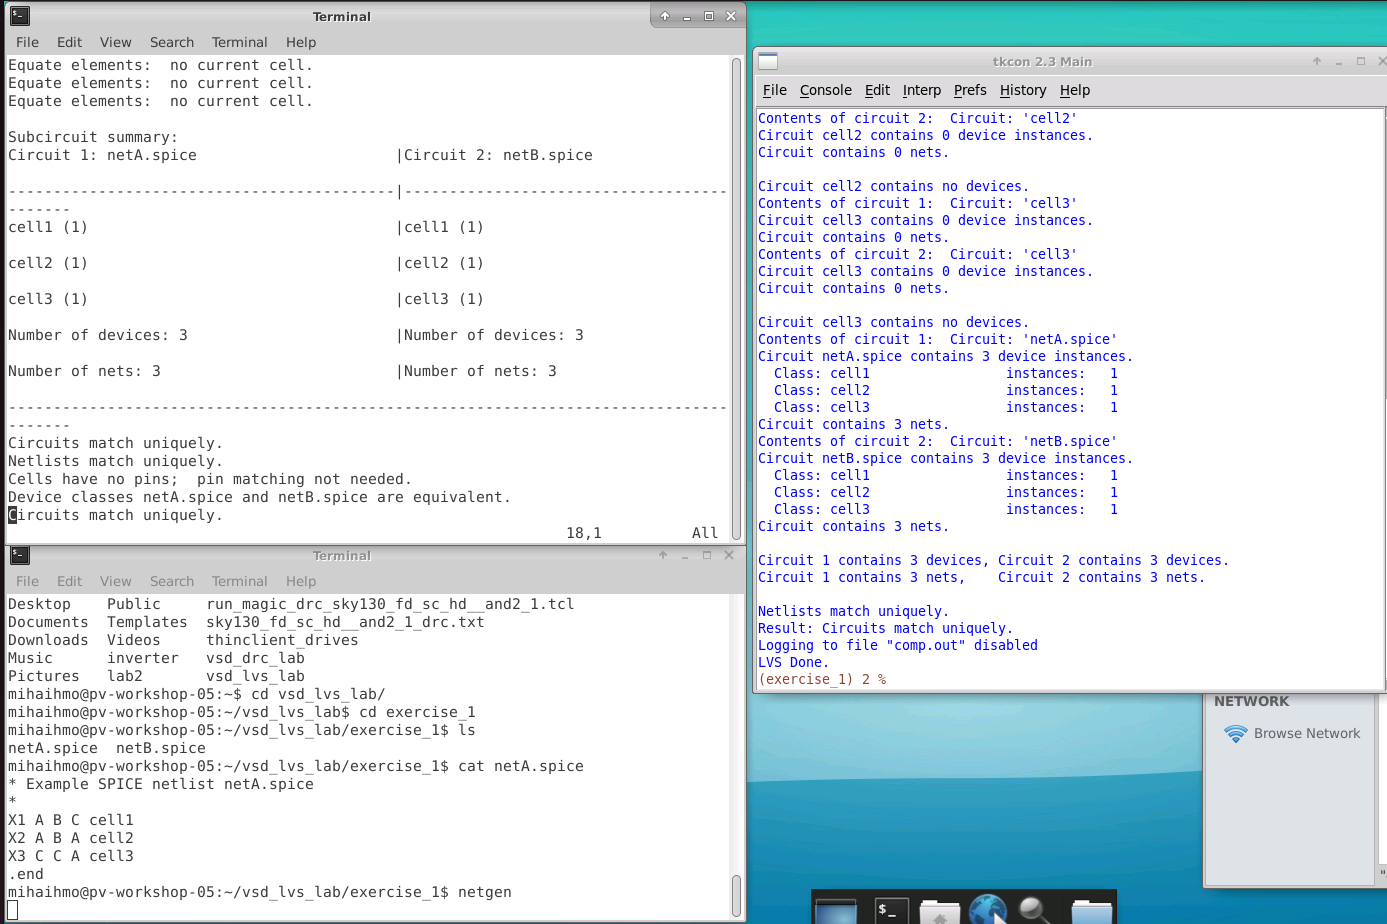 Terminal
File Edit View Search Terminal Help
Equate elements:  no current cell.
Equate elements:  no current cell.
Equate elements:  no current cell.
Subcircuit summary:
Circuit 1: netA.spice                      |Circuit 2: netB.spice
-------------------------------------------|------------------------------------
-------
cell1 (1)                                  |cell1 (1)
cell2 (1)                                  |cell2 (1)
cell3 (1)                                  |cell3 (1)
Number of devices: 3                       |Number of devices: 3
Number of nets: 3                          |Number of nets: 3
--------------------------------------------------------------------------------
-------
Circuits match uniquely.
Netlists match uniquely.
Cells have no pins;  pin matching not needed.
Device classes netA.spice and netB.spice are equivalent.
Circuits match uniquely.
18,1          All
Terminal
File Edit View Search Terminal Help
Desktop    Public     run_magic_drc_sky130_fd_sc_hd__and2_1.tcl
Documents  Templates  sky130_fd_sc_hd__and2_1_drc.txt
Downloads  Videos     thinclient_drives
Music      inverter   vsd_drc_lab
Pictures   lab2       vsd_lvs_lab
mihaihmo@pv-workshop-05:~$ cd vsd_lvs_lab/
mihaihmo@pv-workshop-05:~/vsd_lvs_lab$ cd exercise_1
mihaihmo@pv-workshop-05:~/vsd_lvs_lab/exercise_1$ ls
netA.spice  netB.spice
mihaihmo@pv-workshop-05:~/vsd_lvs_lab/exercise_1$ cat netA.spice
* Example SPICE netlist netA.spice
*
X1 A B C cell1
X2 A B A cell2
X3 C C A cell3
.end
mihaihmo@pv-workshop-05:~/vsd_lvs_lab/exercise_1$ netgen
tkcon 2.3 Main
File Console Edit Interp Prefs History Help
Contents of circuit 2:  Circuit: 'cell2'
Circuit cell2 contains 0 device instances.
Circuit contains 0 nets.
Circuit cell2 contains no devices.
Contents of circuit 1:  Circuit: 'cell3'
Circuit cell3 contains 0 device instances.
Circuit contains 0 nets.
Contents of circuit 2:  Circuit: 'cell3'
Circuit cell3 contains 0 device instances.
Circuit contains 0 nets.
Circuit cell3 contains no devices.
Contents of circuit 1:  Circuit: 'netA.spice'
Circuit netA.spice contains 3 device instances.
  Class: cell1                 instances:   1
  Class: cell2                 instances:   1
  Class: cell3                 instances:   1
Circuit contains 3 nets.
Contents of circuit 2:  Circuit: 'netB.spice'
Circuit netB.spice contains 3 device instances.
  Class: cell1                 instances:   1
  Class: cell2                 instances:   1
  Class: cell3                 instances:   1
Circuit contains 3 nets.
Circuit 1 contains 3 devices, Circuit 2 contains 3 devices.
Circuit 1 contains 3 nets,    Circuit 2 contains 3 nets.
Netlists match uniquely.
Result: Circuits match uniquely.
Logging to file "comp.out" disabled
LVS Done.
(exercise_1) 2 %
NETWORK
Browse Network
"
$_